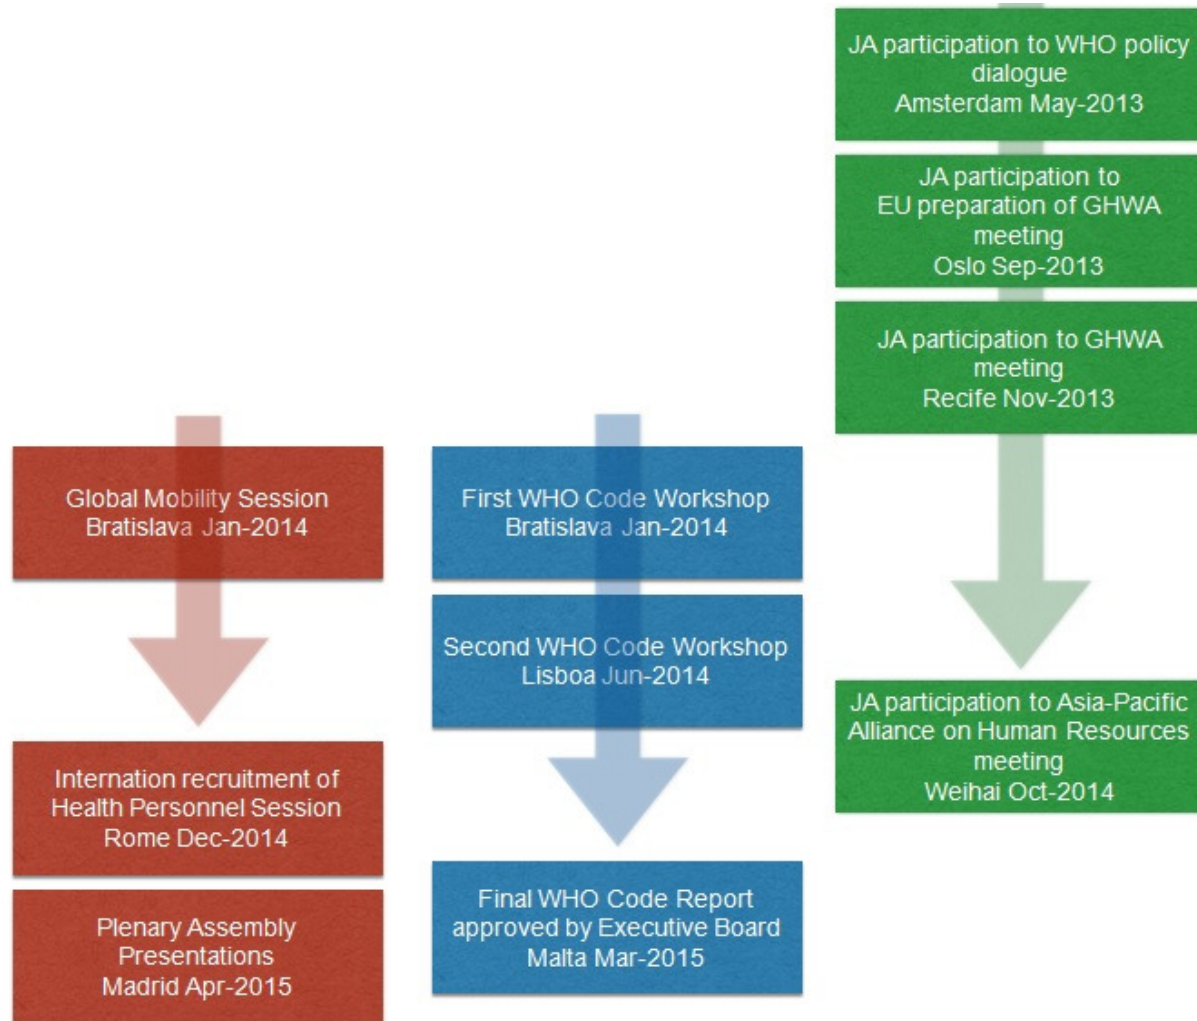 JA participation to WHO policy
dialogue
Amsterdam May-2013
JA participation to
EU preparation of GHWA
meeting
Oslo Sep-2013
JA participation to GHWA
meeting
Recife Nov-2013
Global Mobility Session
Bratislava Jan-2014
First WHO Code Workshop
Bratislava Jan-2014
Second WHO Code Workshop
Lisboa Jun-2014
JA participation to Asia-Pacific
Alliance on Human Resources
meeting
Weihai Oct-2014
Internation recruitment of
Health Personnel Session
Rome Dec-2014
Final WHO Code Report
approved by Executive Board
Malta Mar-2015
Plenary Assembly
Presentations
Madrid Apr-2015